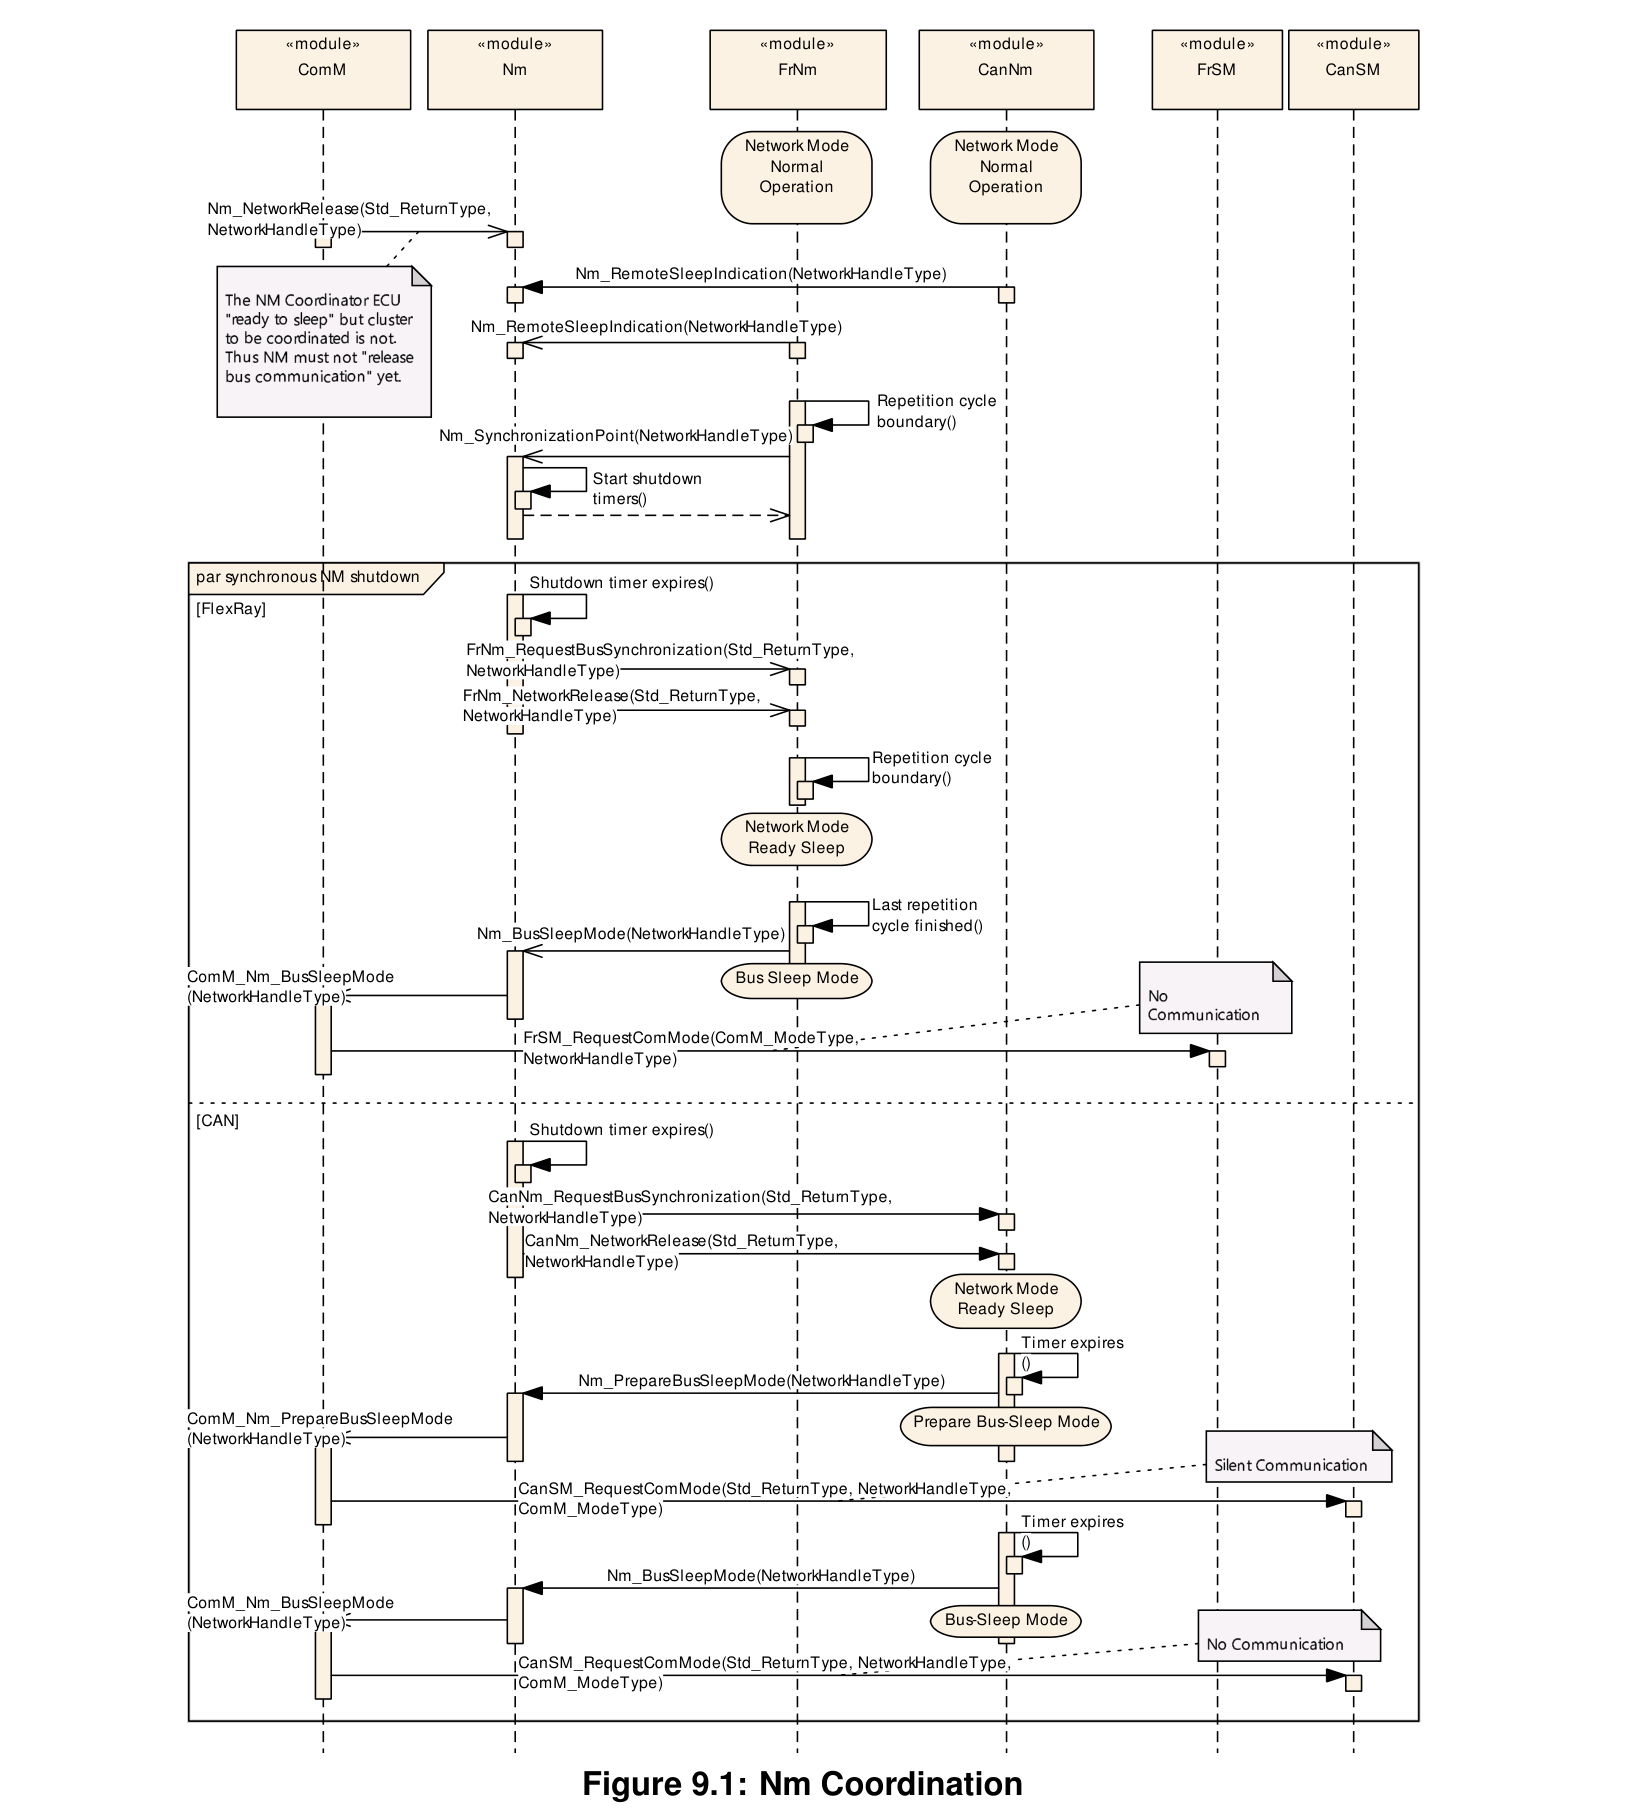 «module»
ComM
«module»
Nm
«module»
FrNm
«module»
CanNm
«module»
FrSM
«module»
CanSM
Network Mode
Normal
Operation
Network Mode
Normal
Operation
Nm_NetworkRelease(Std_ReturnType,
NetworkHandleType)
The NM Coordinator ECU
"ready to sleep" but cluster
to be coordinated is not.
Thus NM must not "release
bus communication" yet.
Nm_RemoteSleepIndication(NetworkHandleType)
Nm_RemoteSleepIndication(NetworkHandleType)
Repetition cycle
boundary()
Nm_SynchronizationPoint(NetworkHandleType)
Start shutdown
timers()
par synchronous NM shutdown
[FlexRay]
Shutdown timer expires()
FrNm_RequestBusSynchronization(Std_ReturnType,
NetworkHandleType)
FrNm_NetworkRelease(Std_ReturnType,
NetworkHandleType)
Repetition cycle
boundary()
Network Mode
Ready Sleep
Last repetition
cycle finished()
Nm_BusSleepMode(NetworkHandleType)
Bus Sleep Mode
ComM_Nm_BusSleepMode
(NetworkHandleType)
No
Communication
FrSM_RequestComMode(ComM_ModeType,
NetworkHandleType)
[CAN]
Shutdown timer expires()
CanNm_RequestBusSynchronization(Std_ReturnType,
NetworkHandleType)
CanNm_NetworkRelease(Std_ReturnType,
NetworkHandleType)
Network Mode
Ready Sleep
Timer expires
()
Nm_PrepareBusSleepMode(NetworkHandleType)
Prepare Bus-Sleep Mode
ComM_Nm_PrepareBusSleepMode
(NetworkHandleType)
Silent Communication
CanSM_RequestComMode(Std_ReturnType, NetworkHandleType,
ComM_ModeType)
Timer expires
()
Nm_BusSleepMode(NetworkHandleType)
Bus-Sleep Mode
ComM_Nm_BusSleepMode
(NetworkHandleType)
No Communication
CanSM_RequestComMode(Std_ReturnType, NetworkHandleType,
ComM_ModeType)
Figure 9.1: Nm Coordination